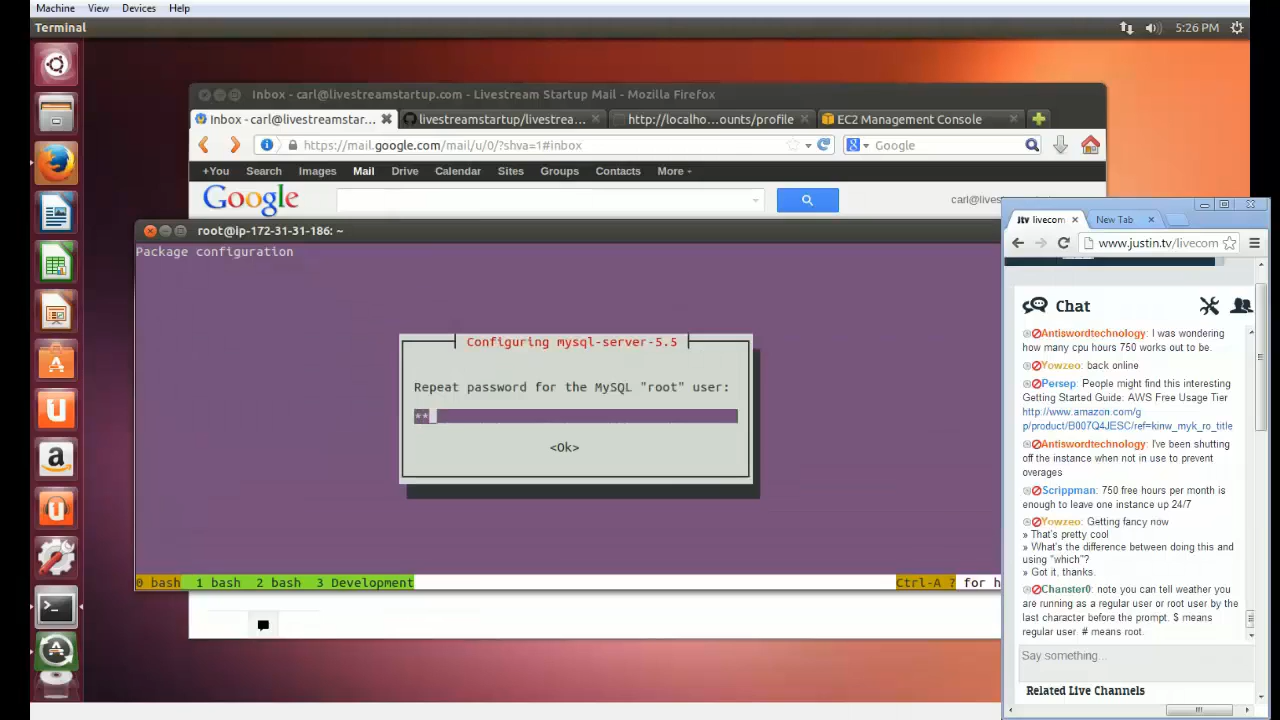 Machine View Devices Help
Terminal
5:26 PM
Inbox - carl@livestreamstartup.com - Livestream Startup Mail - Mozilla Firefox
Inbox - carl@livestreamstar...
livestreamstartup/livestrea...
http://localho...ounts/profile
EC2 Management Console
https://mail.google.com/mail/u/0/?shva=1#inbox
Google
+You Search Images Mail Drive Calendar Sites Groups Contacts More
Google
carl@lives
root@ip-172-31-31-186: ~
Package configuration
Configuring mysql-server-5.5
Repeat password for the MySQL "root" user:
**
<Ok>
0 bash 1 bash 2 bash 3 Development
Ctrl-A ? for h
jtv livecom
New Tab
www.justin.tv/livecom
Chat
Antiswordtechnology: I was wondering
how many cpu hours 750 works out to be.
Yowzeo: back online
Persep: People might find this interesting
Getting Started Guide: AWS Free Usage Tier
http://www.amazon.com/g
p/product/B007Q4JESC/ref=kinw_myk_ro_title
Antiswordtechnology: I've been shutting
off the instance when not in use to prevent
overages
Scrippman: 750 free hours per month is
enough to leave one instance up 24/7
Yowzeo: Getting fancy now
» That's pretty cool
» What's the difference between doing this and
using "which"?
» Got it, thanks.
Chanster0: note you can tell weather you
are running as a regular user or root user by the
last character before the prompt. $ means
regular user # means root.
Say something...
Related Live Channels